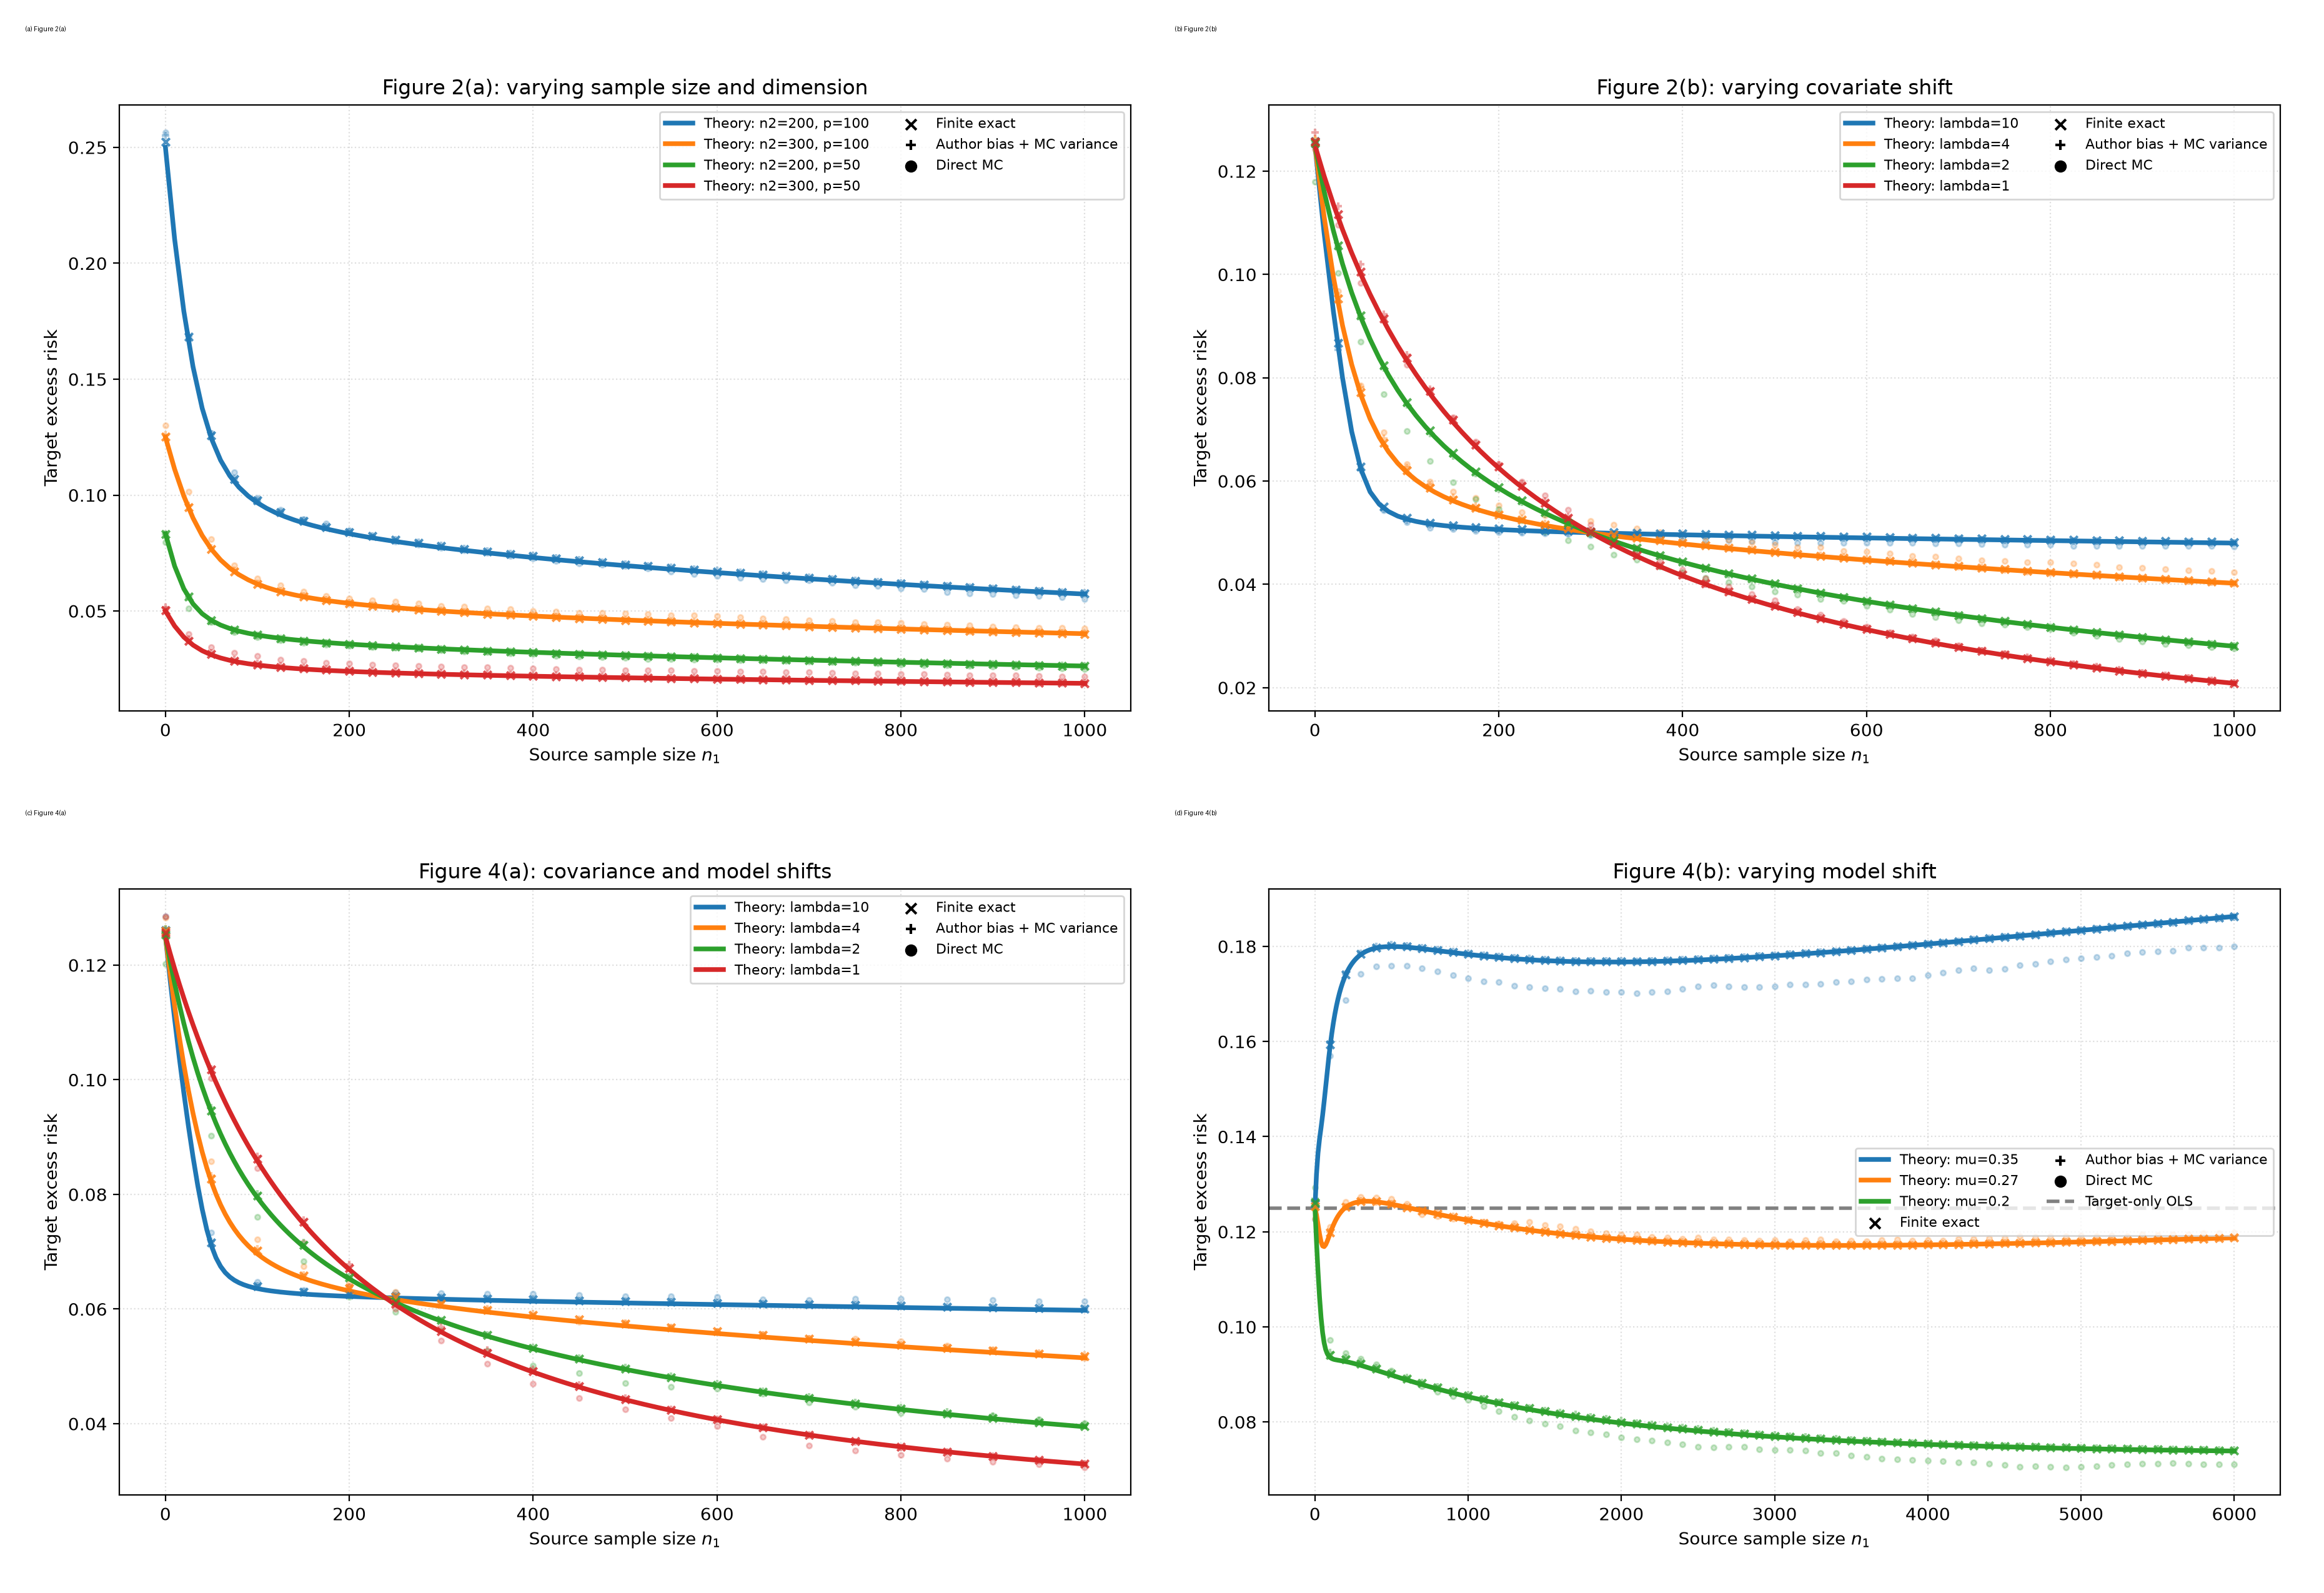 (a) Figure 2(a)
Figure 2(a): varying sample size and dimension
Theory: n2=200, p=100
Theory: n2=300, p=100
Theory: n2=200, p=50
Theory: n2=300, p=50
Finite exact
Author bias + MC variance
Direct MC
Target excess risk
0.25
0.20
0.15
0.10
0.05
0 200 400 600 800 1000
Source sample size n₁
(b) Figure 2(b)
Figure 2(b): varying covariate shift
Theory: lambda=10
Theory: lambda=4
Theory: lambda=2
Theory: lambda=1
Finite exact
Author bias + MC variance
Direct MC
Target excess risk
0.12
0.10
0.08
0.06
0.04
0.02
0 200 400 600 800 1000
Source sample size n₁
(c) Figure 4(a)
Figure 4(a): covariance and model shifts
Theory: lambda=10
Theory: lambda=4
Theory: lambda=2
Theory: lambda=1
Finite exact
Author bias + MC variance
Direct MC
Target excess risk
0.12
0.10
0.08
0.06
0.04
0 200 400 600 800 1000
Source sample size n₁
(d) Figure 4(b)
Figure 4(b): varying model shift
Target excess risk
0.18
0.16
0.14
0.12
0.10
0.08
Theory: mu=0.35
Theory: mu=0.27
Theory: mu=0.2
Finite exact
Author bias + MC variance
Direct MC
Target-only OLS
0 1000 2000 3000 4000 5000 6000
Source sample size n₁